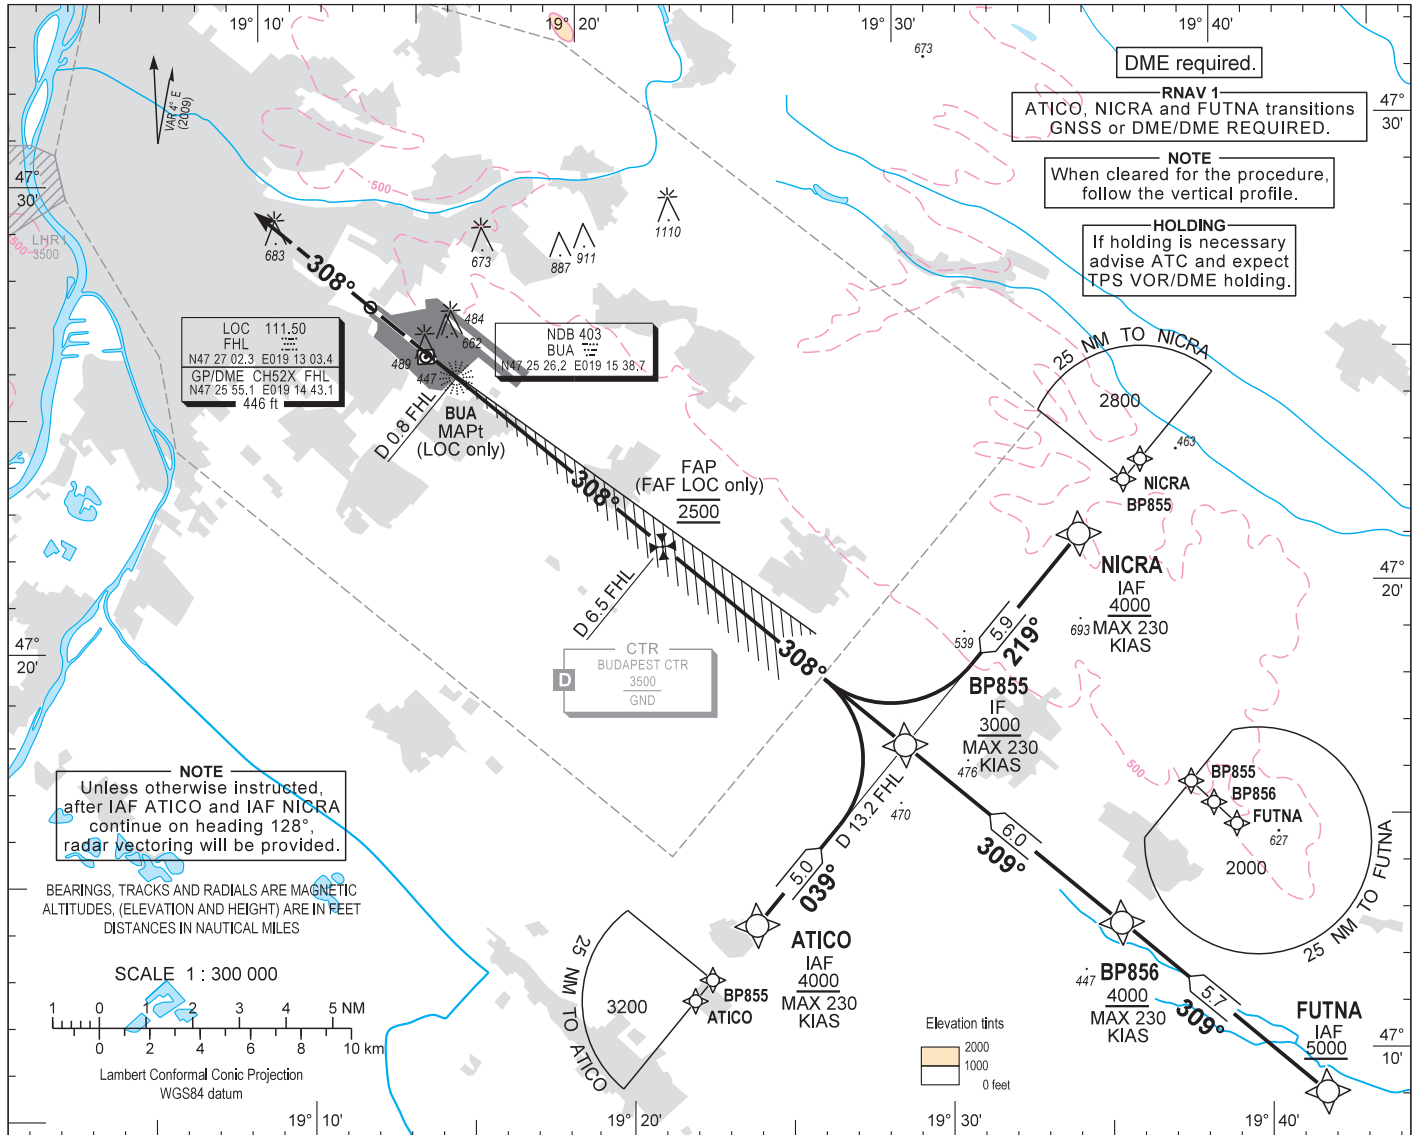 19° 10'
19° 20'
19° 30'
19° 40'
47°
30'
VAR 4° E
(2009)
673
DME required.
RNAV 1
ATICO, NICRA and FUTNA transitions
GNSS or DME/DME REQUIRED.
NOTE
When cleared for the procedure,
follow the vertical profile.
HOLDING
If holding is necessary
advise ATC and expect
TPS VOR/DME holding.
47°
30'
500
500
LHR1
3500
683
673
887
911
1110
308°
LOC 111.50
FHL
N47 27 02.3 E019 13 03.4
GP/DME CH52X FHL
N47 25 55.1 E019 14 43.1
446 ft
484
662
489
447
NDB 403
BUA
N47 25 26.2 E019 15 38.7
D 0.8 FHL
BUA
MAPt
(LOC only)
308°
FAP
(FAF LOC only)
2500
25 NM TO NICRA
2800
463
NICRA
BP855
D 6.5 FHL
NICRA
IAF
4000
MAX 230
KIAS
47°
20'
693
539
5.9
219°
47°
20'
CTR
BUDAPEST CTR
3500
GND
D
308°
BP855
IF
3000
MAX 230
KIAS
476
470
D 13.2 FHL
500
BP855
BP856
FUTNA
627
2000
25 NM TO FUTNA
NOTE
Unless otherwise instructed,
after IAF ATICO and IAF NICRA
continue on heading 128°,
radar vectoring will be provided.
BEARINGS, TRACKS AND RADIALS ARE MAGNETIC
ALTITUDES, (ELEVATION AND HEIGHT) ARE IN FEET
DISTANCES IN NAUTICAL MILES
6.0
309°
5.0
039°
ATICO
IAF
4000
MAX 230
KIAS
25 NM TO ATICO
3200
BP855
ATICO
447
BP856
4000
MAX 230
KIAS
5.7
309°
FUTNA
IAF
5000
47°
10'
SCALE 1 : 300 000
1 0 1 2 3 4 5 NM
0 2 4 6 8 10 km
Lambert Conformal Conic Projection
WGS84 datum
Elevation tints
2000
1000
0 feet
19° 10'
19° 20'
19° 30'
19° 40'